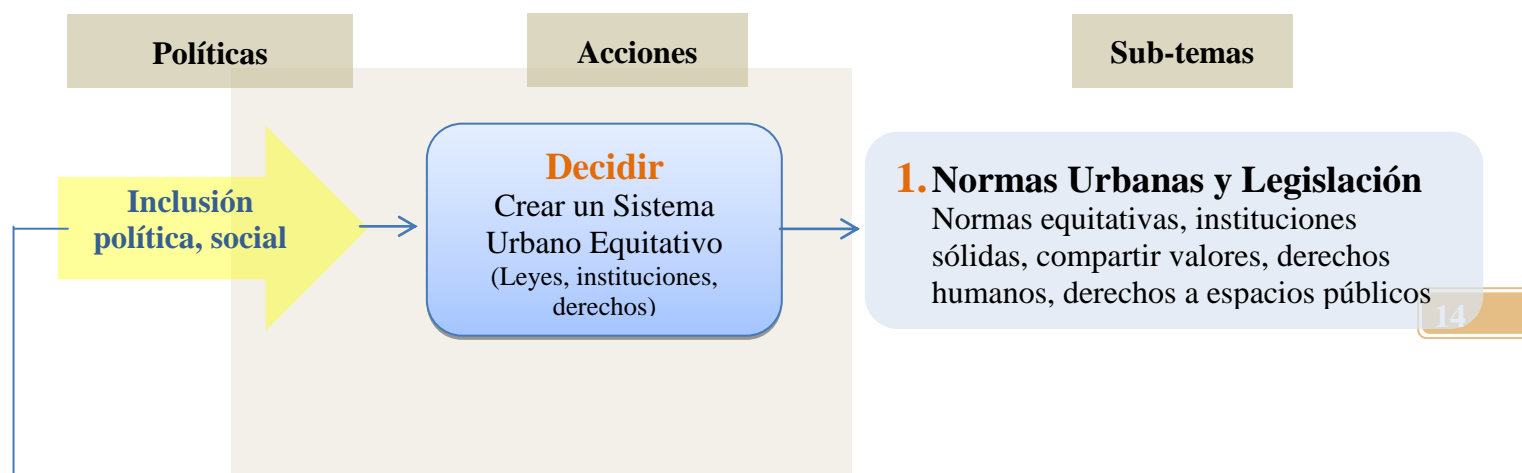 Políticas
Acciones
Sub-temas
Inclusión
política, social
Decidir
Crear un Sistema
Urbano Equitativo
(Leyes, instituciones,
derechos)
1. Normas Urbanas y Legislación
Normas equitativas, instituciones
sólidas, compartir valores, derechos
humanos, derechos a espacios públicos
14